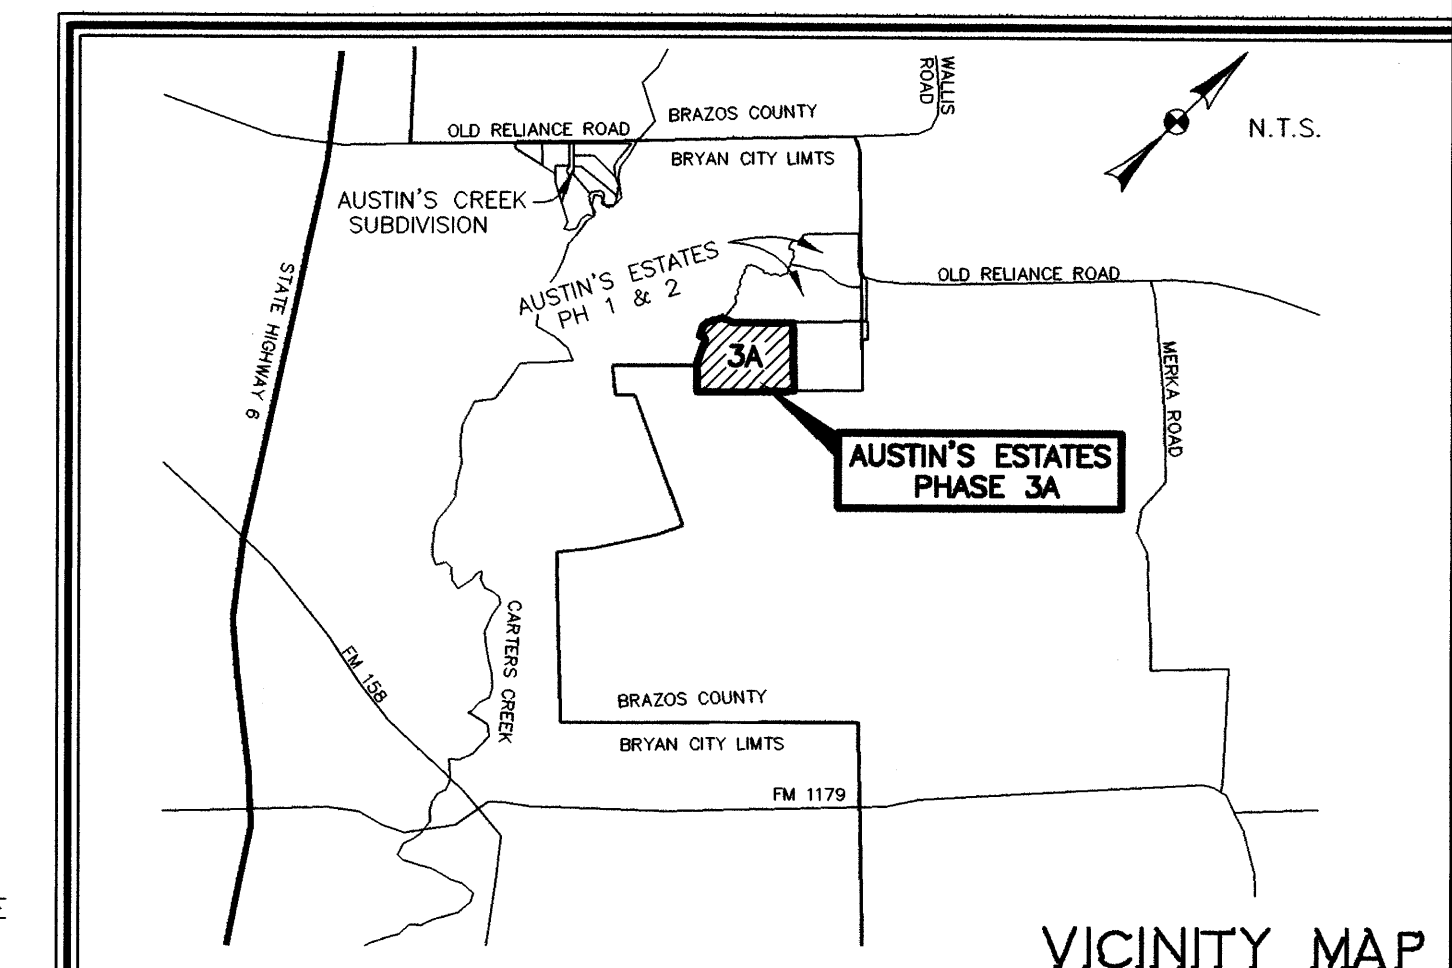 WALLIS
ROAD
BRAZOS COUNTY
N.T.S.
OLD RELIANCE ROAD
BRYAN CITY LIMTS
AUSTIN'S CREEK
SUBDIVISION
AUSTIN'S ESTATES
PH 1 & 2
OLD RELIANCE ROAD
STATE HIGHWAY 6
3A
MERKA ROAD
AUSTIN'S ESTATES
PHASE 3A
CARTERS CREEK
FM 158
BRAZOS COUNTY
BRYAN CITY LIMTS
FM 1179
VICINITY MAP